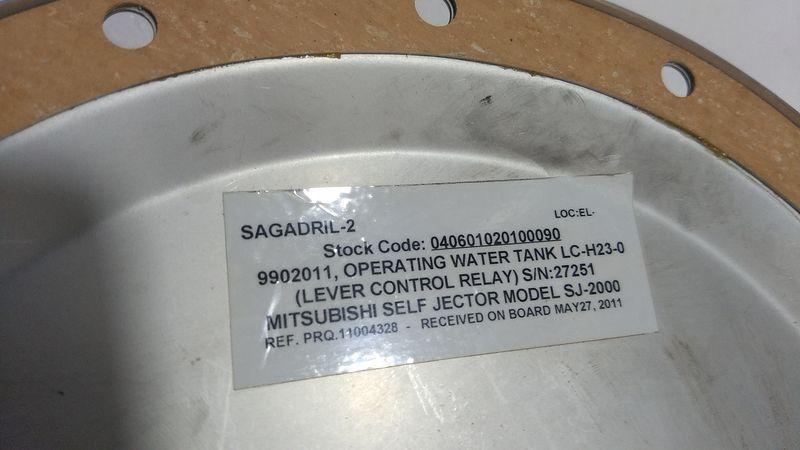 SAGADRIL-2
LOC:EL-
Stock Code: 040601020100090
9902011, OPERATING WATER TANK LC-H23-0
(LEVER CONTROL RELAY) S/N:27251
MITSUBISHI SELF JECTOR MODEL SJ-2000
REF. PRQ.11004328 - RECEIVED ON BOARD MAY27, 2011